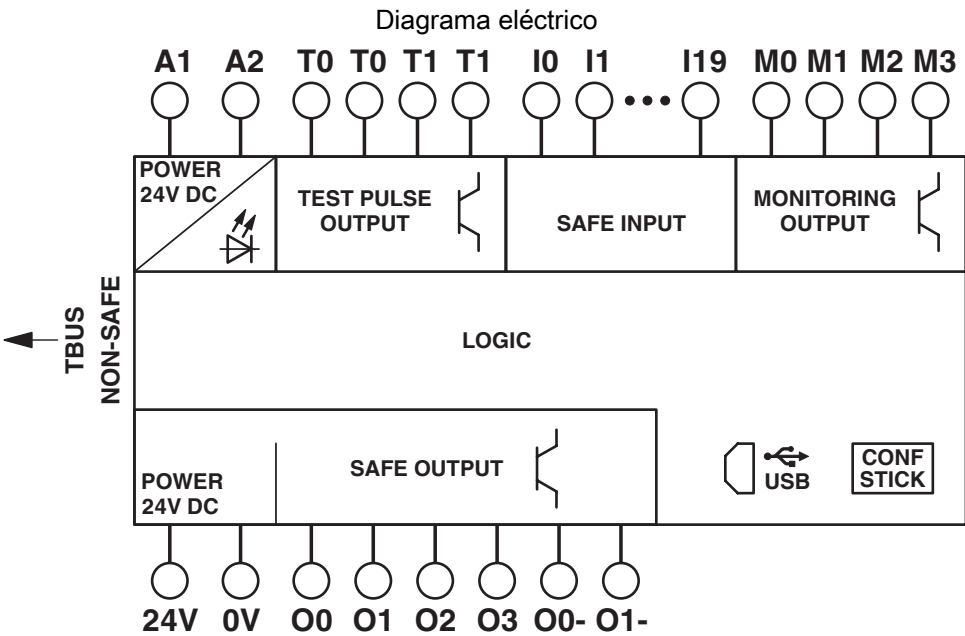 Diagrama eléctrico
A1 A2 T0 T0 T1 T1 I0 I1 I19 M0 M1 M2 M3
POWER
24V DC
TEST PULSE
OUTPUT
SAFE INPUT
MONITORING
OUTPUT
TBUS
NON-SAFE
LOGIC
POWER
24V DC
SAFE OUTPUT
USB
CONF
STICK
24V 0V O0 O1 O2 O3 O0- O1-